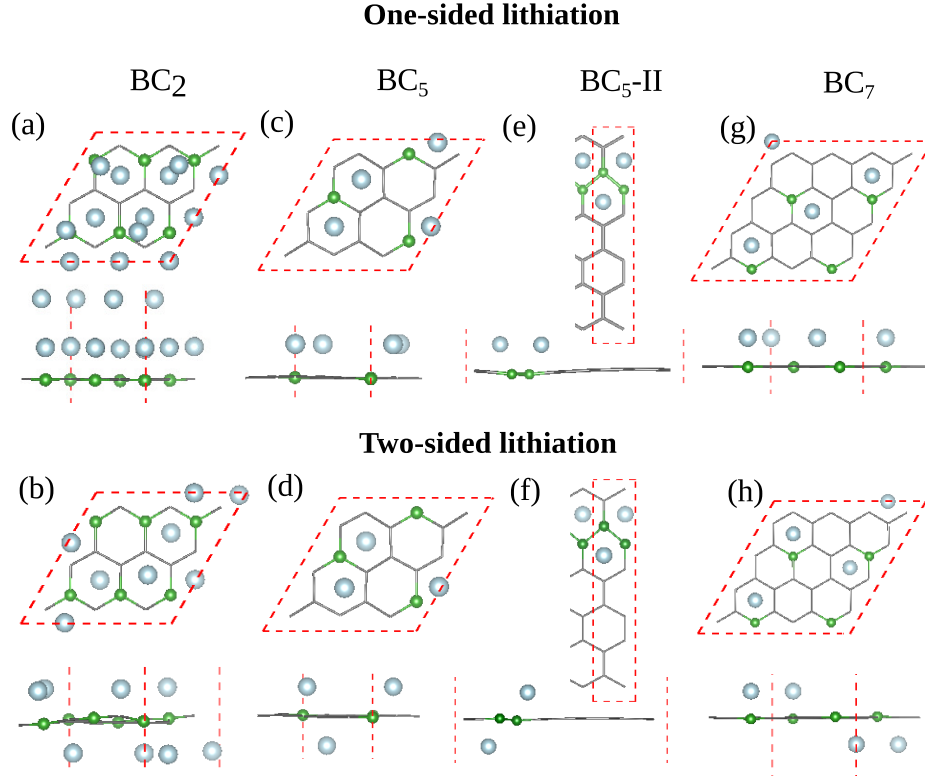 One-sided lithiation
BC₂ BC₅ BC₅-II BC₇
(a) (c) (e) (g)
Two-sided lithiation
(b) (d) (f) (h)